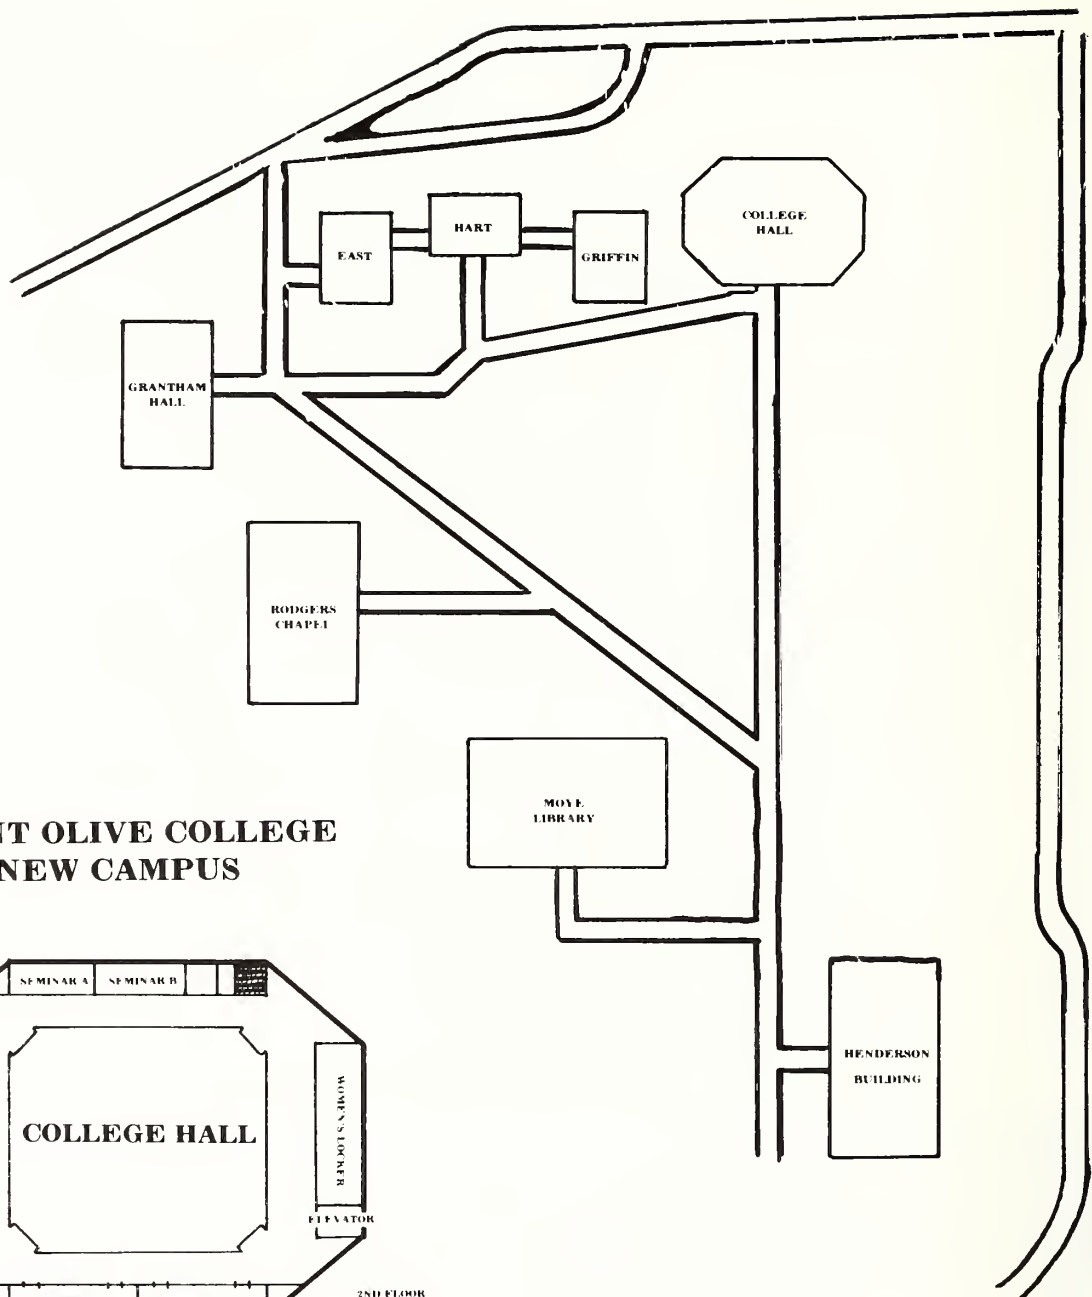 COLLEGE
HALL
HART
EAST
GRIFFIN
GRANTHAM
HALL
RODGERS
CHAPEL
MOYE
LIBRARY
NT OLIVE COLLEGE
NEW CAMPUS
SEMINAR A SEMINAR B
HENDERSON
BUILDING
WOMEN'S LOCKER
COLLEGE HALL
ELEVATOR
2ND FLOOR